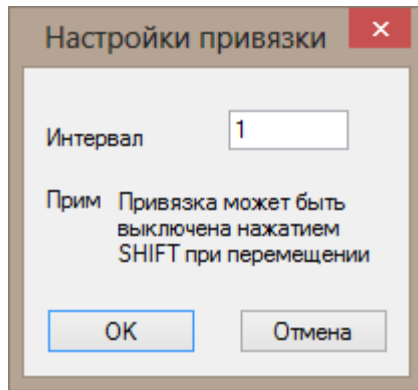 Настройки привязки
Интервал 1
Прим Привязка может быть
выключена нажатием
SHIFT при перемещении
OK Отмена